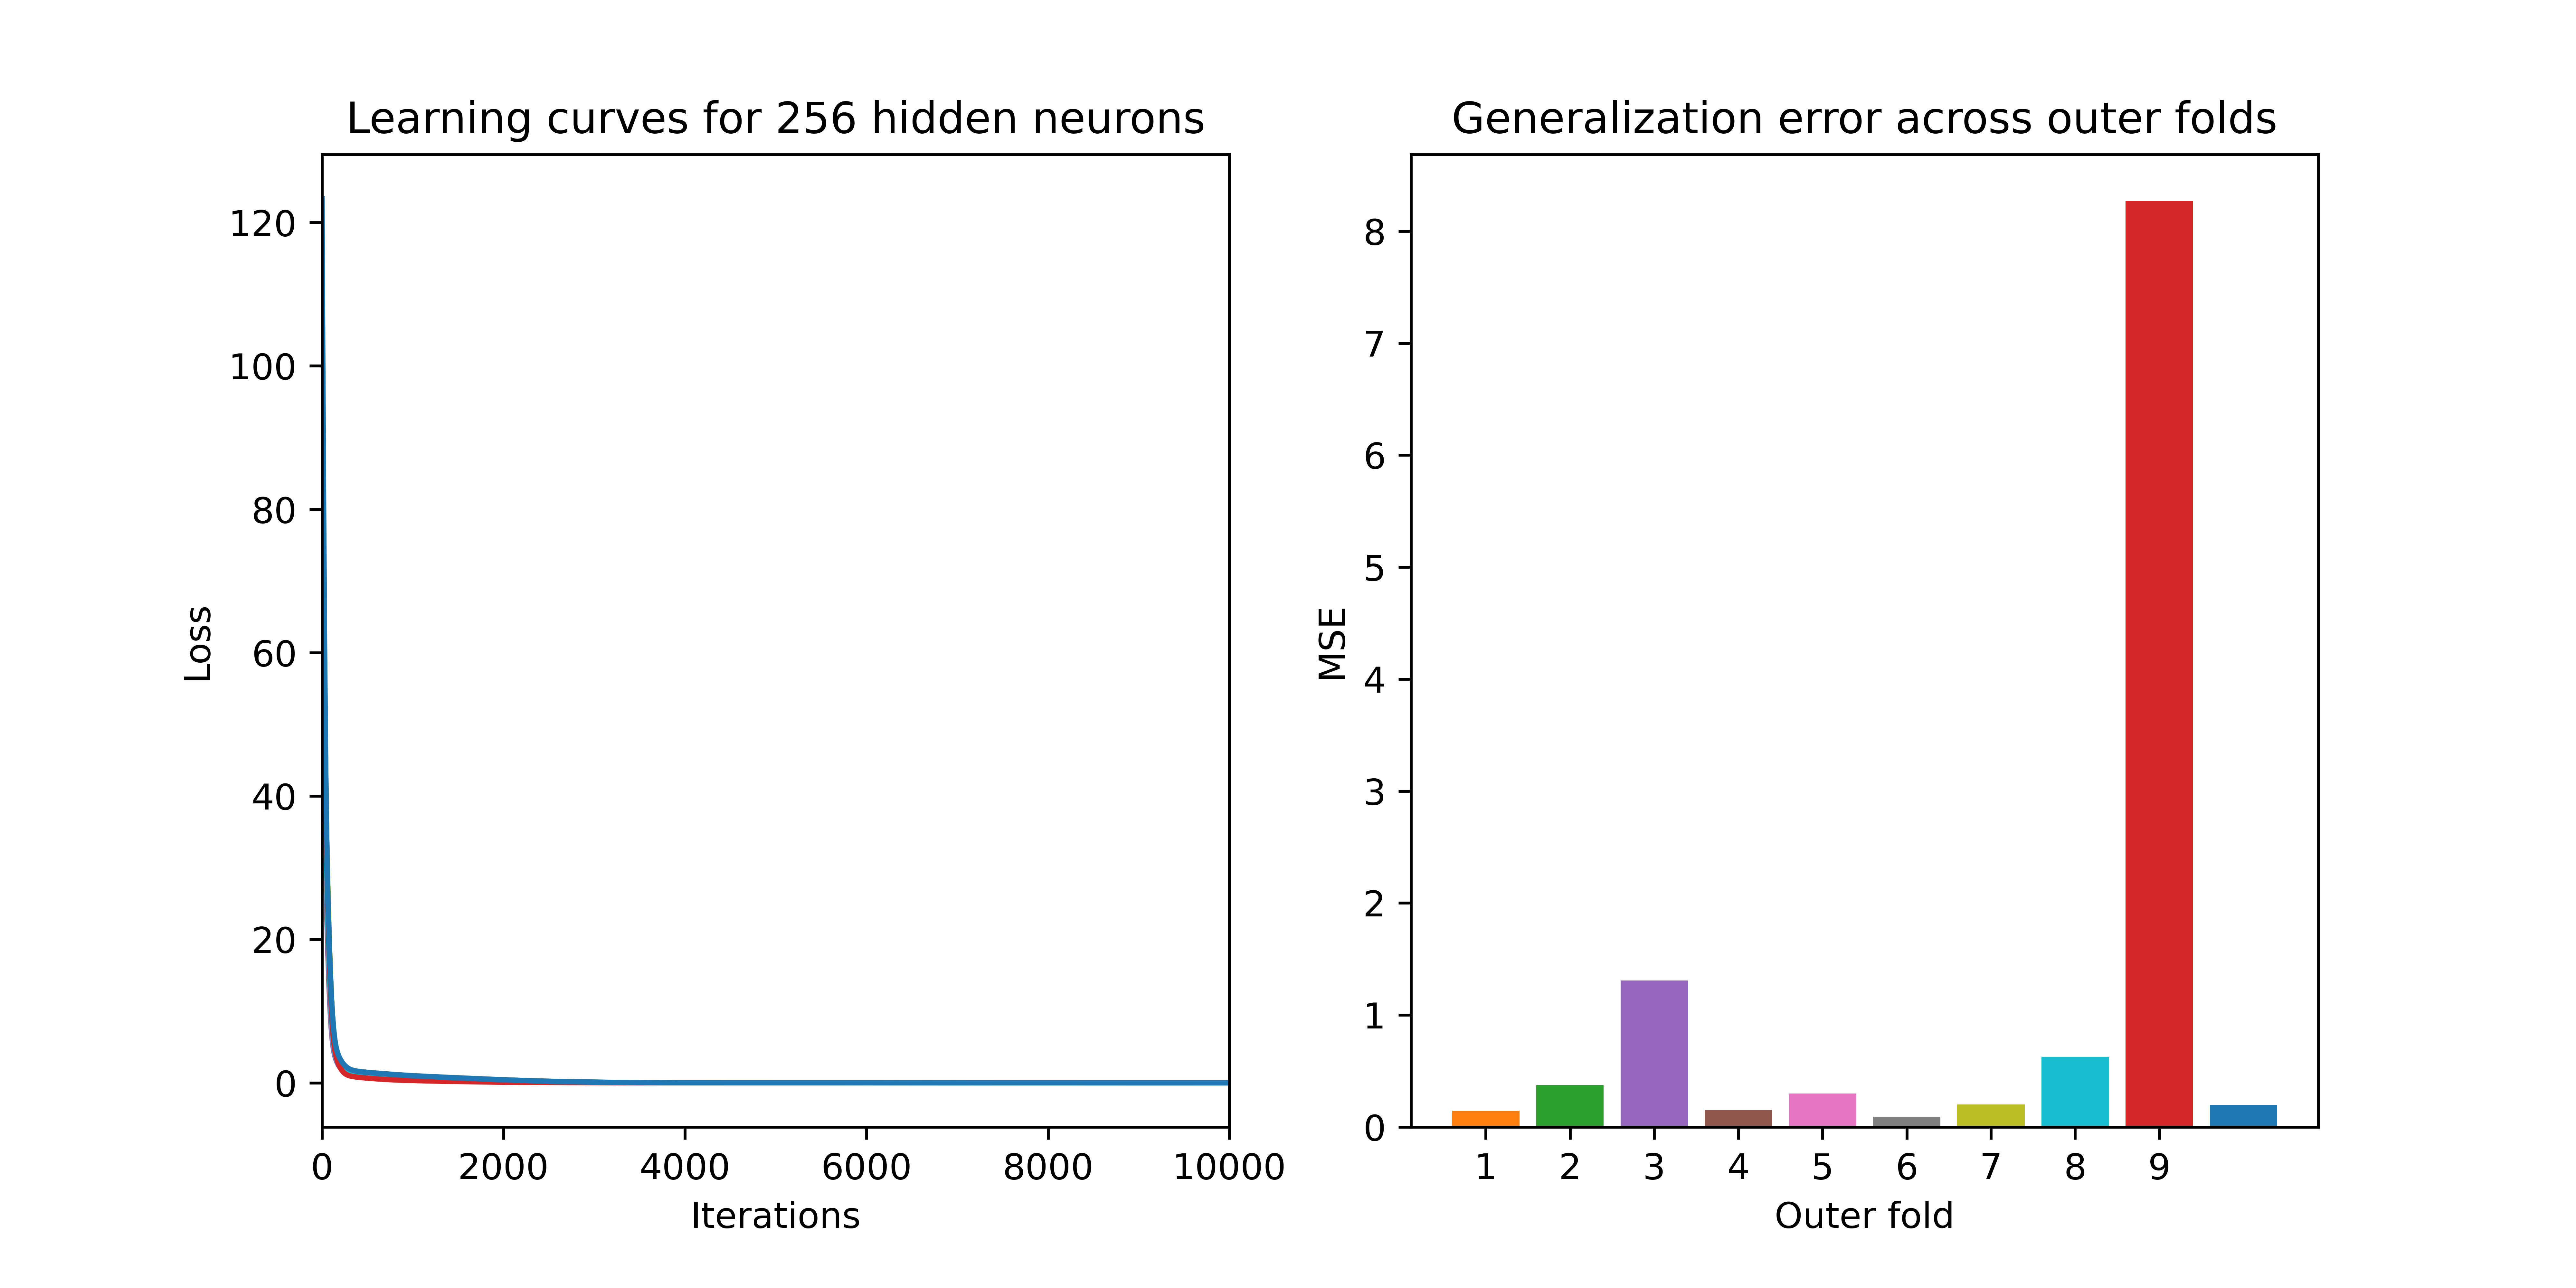 Learning curves for 256 hidden neurons
120
100
80
60
40
20
0
Loss
0 2000 4000 6000 8000 10000
Iterations
Generalization error across outer folds
8
7
6
5
4
3
2
1
0
MSE
1 2 3 4 5 6 7 8 9
Outer fold